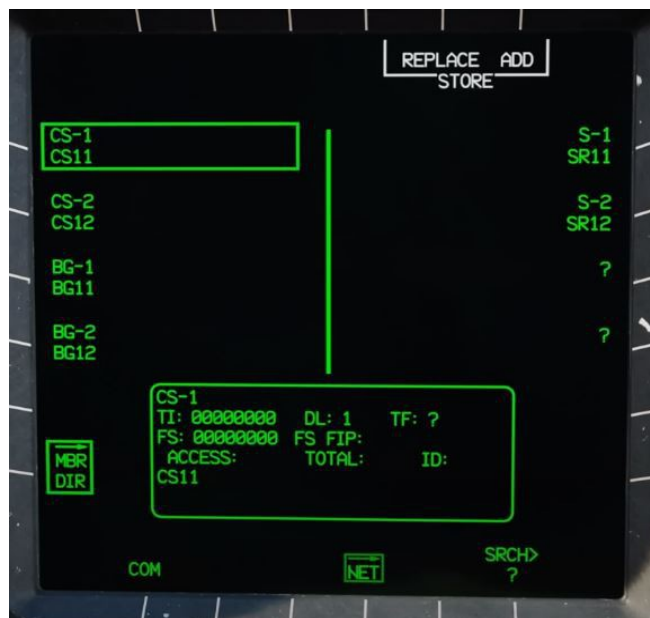 REPLACE ADD
STORE
CS-1
CS11
S-1
SR11
CS-2
CS12
S-2
SR12
BG-1
BG11
?
BG-2
BG12
?
CS-1
TI: 00000000 DL: 1 TF: ?
FS: 00000000 FS FIP:
ACCESS: TOTAL: ID:
CS11
MBR
DIR
COM
NET
SRCH>
?